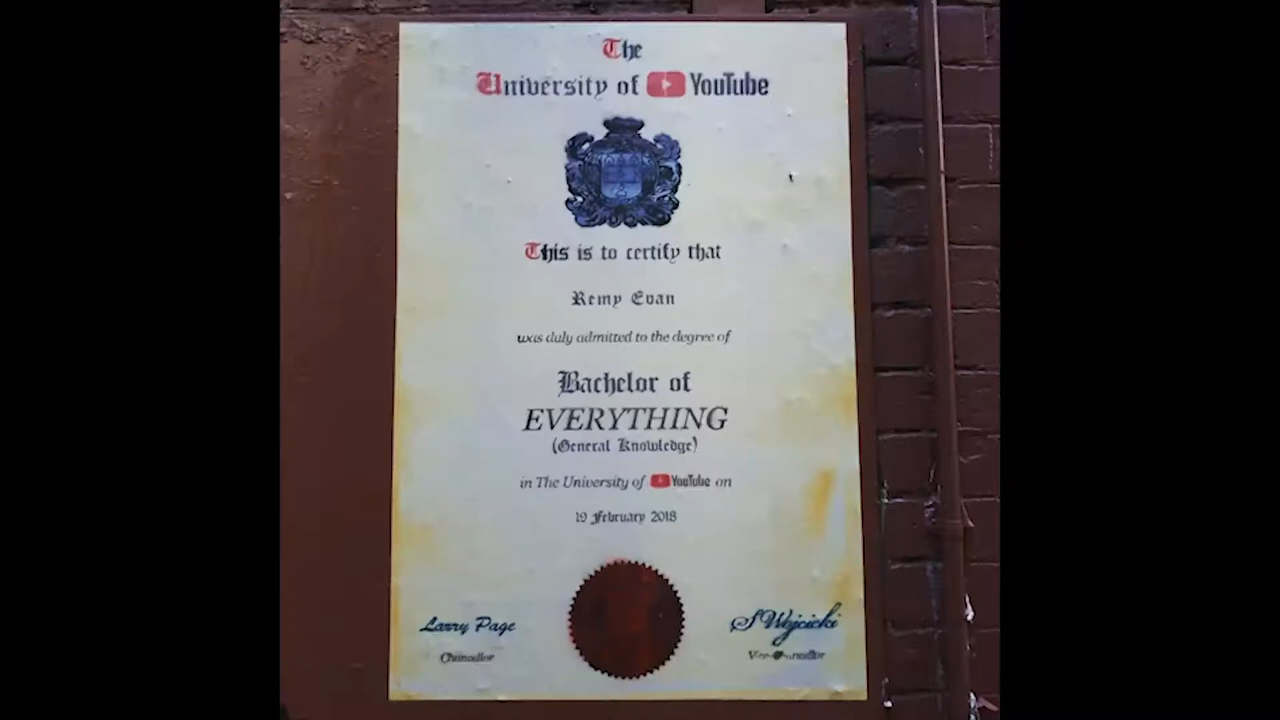 The
University of YouTube
This is to certify that
Remy Evan
was duly admitted to the degree of
Bachelor of
EVERYTHING
(General Knowledge)
in The University of YouTube on
19 February 2018
Larry Page
S Wojcicki
Chancellor